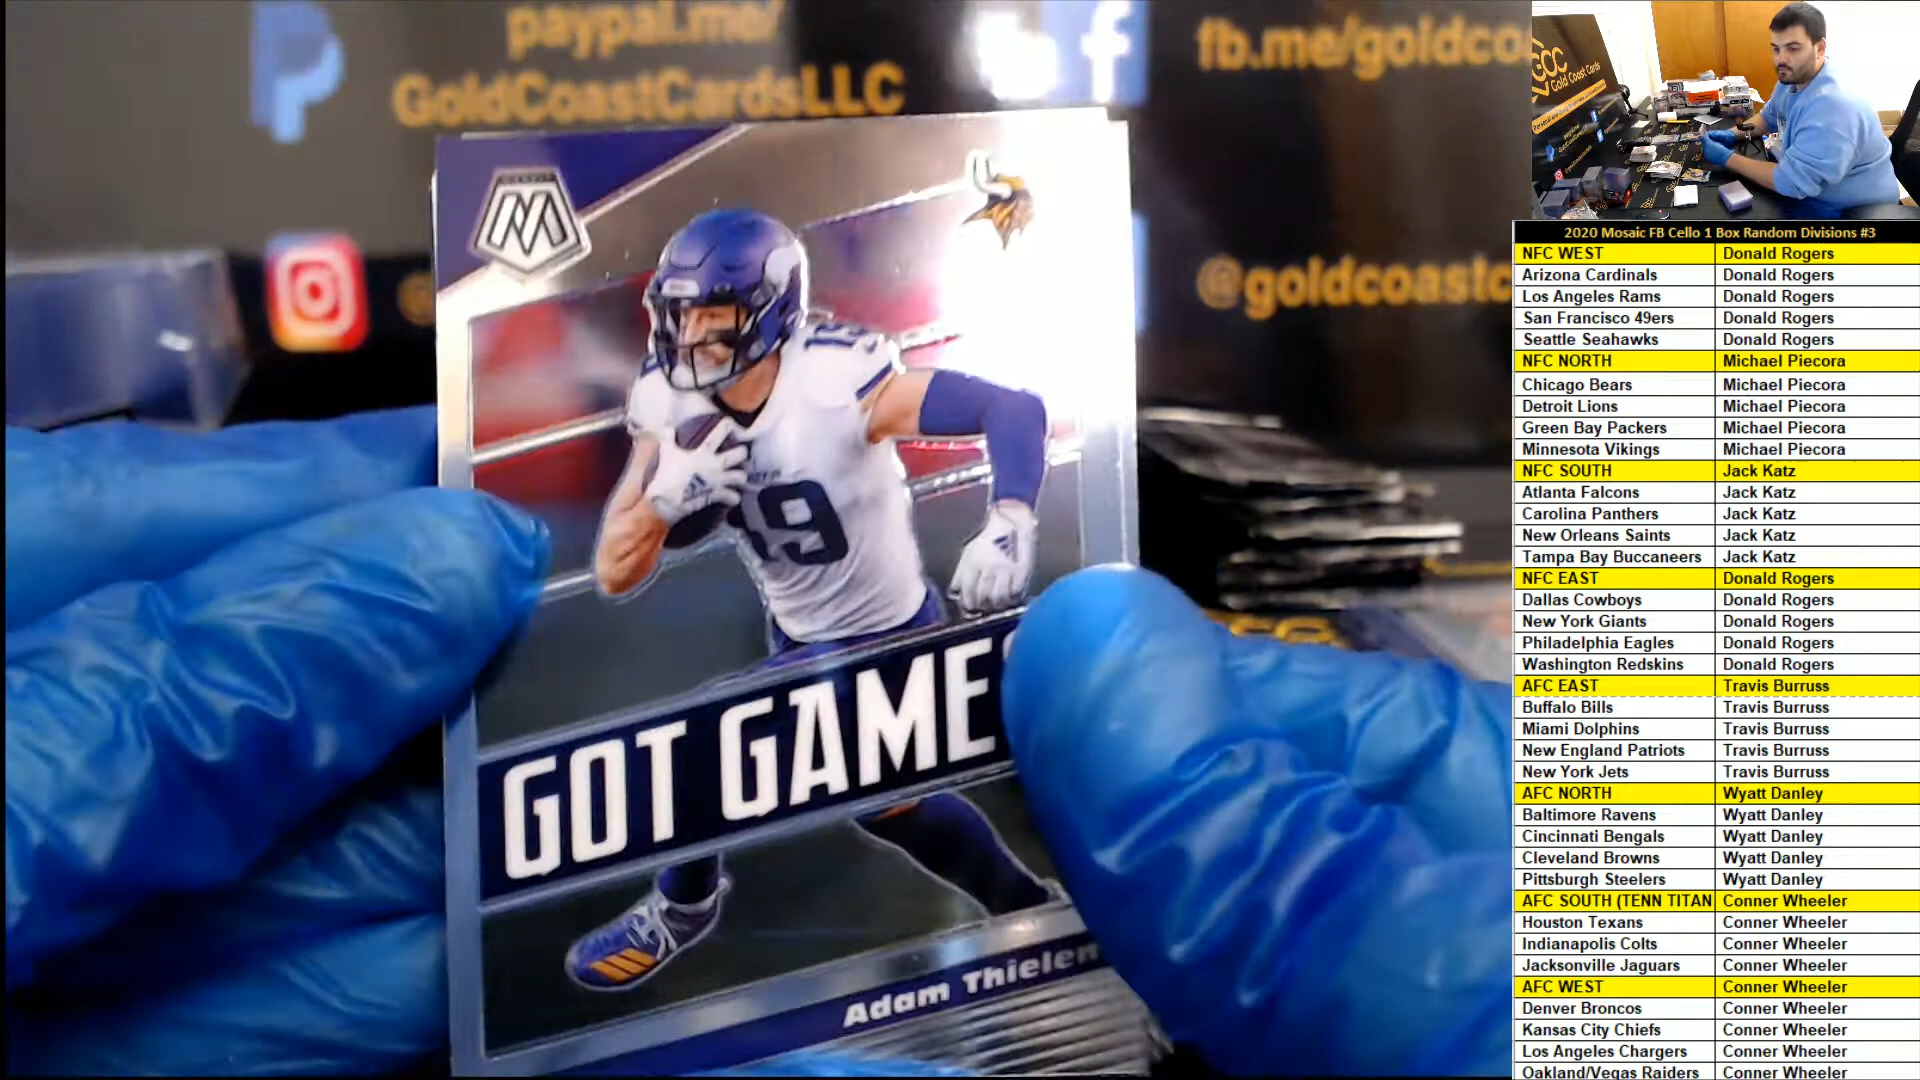 paypal.me/
GoldCoastCardsLLC
fb.me/goldco
@goldcoastc
M
19
19
GOT GAME
Adam Thielen
GCC
Gold Coast Cards
2020 Mosaic FB Cello 1 Box Random Divisions #3
NFC WEST Donald Rogers
Arizona Cardinals Donald Rogers
Los Angeles Rams Donald Rogers
San Francisco 49ers Donald Rogers
Seattle Seahawks Donald Rogers
NFC NORTH Michael Piecora
Chicago Bears Michael Piecora
Detroit Lions Michael Piecora
Green Bay Packers Michael Piecora
Minnesota Vikings Michael Piecora
NFC SOUTH Jack Katz
Atlanta Falcons Jack Katz
Carolina Panthers Jack Katz
New Orleans Saints Jack Katz
Tampa Bay Buccaneers Jack Katz
NFC EAST Donald Rogers
Dallas Cowboys Donald Rogers
New York Giants Donald Rogers
Philadelphia Eagles Donald Rogers
Washington Redskins Donald Rogers
AFC EAST Travis Burruss
Buffalo Bills Travis Burruss
Miami Dolphins Travis Burruss
New England Patriots Travis Burruss
New York Jets Travis Burruss
AFC NORTH Wyatt Danley
Baltimore Ravens Wyatt Danley
Cincinnati Bengals Wyatt Danley
Cleveland Browns Wyatt Danley
Pittsburgh Steelers Wyatt Danley
AFC SOUTH (TENN TITAN Conner Wheeler
Houston Texans Conner Wheeler
Indianapolis Colts Conner Wheeler
Jacksonville Jaguars Conner Wheeler
AFC WEST Conner Wheeler
Denver Broncos Conner Wheeler
Kansas City Chiefs Conner Wheeler
Los Angeles Chargers Conner Wheeler
Oakland/Vegas Raiders Conner Wheeler